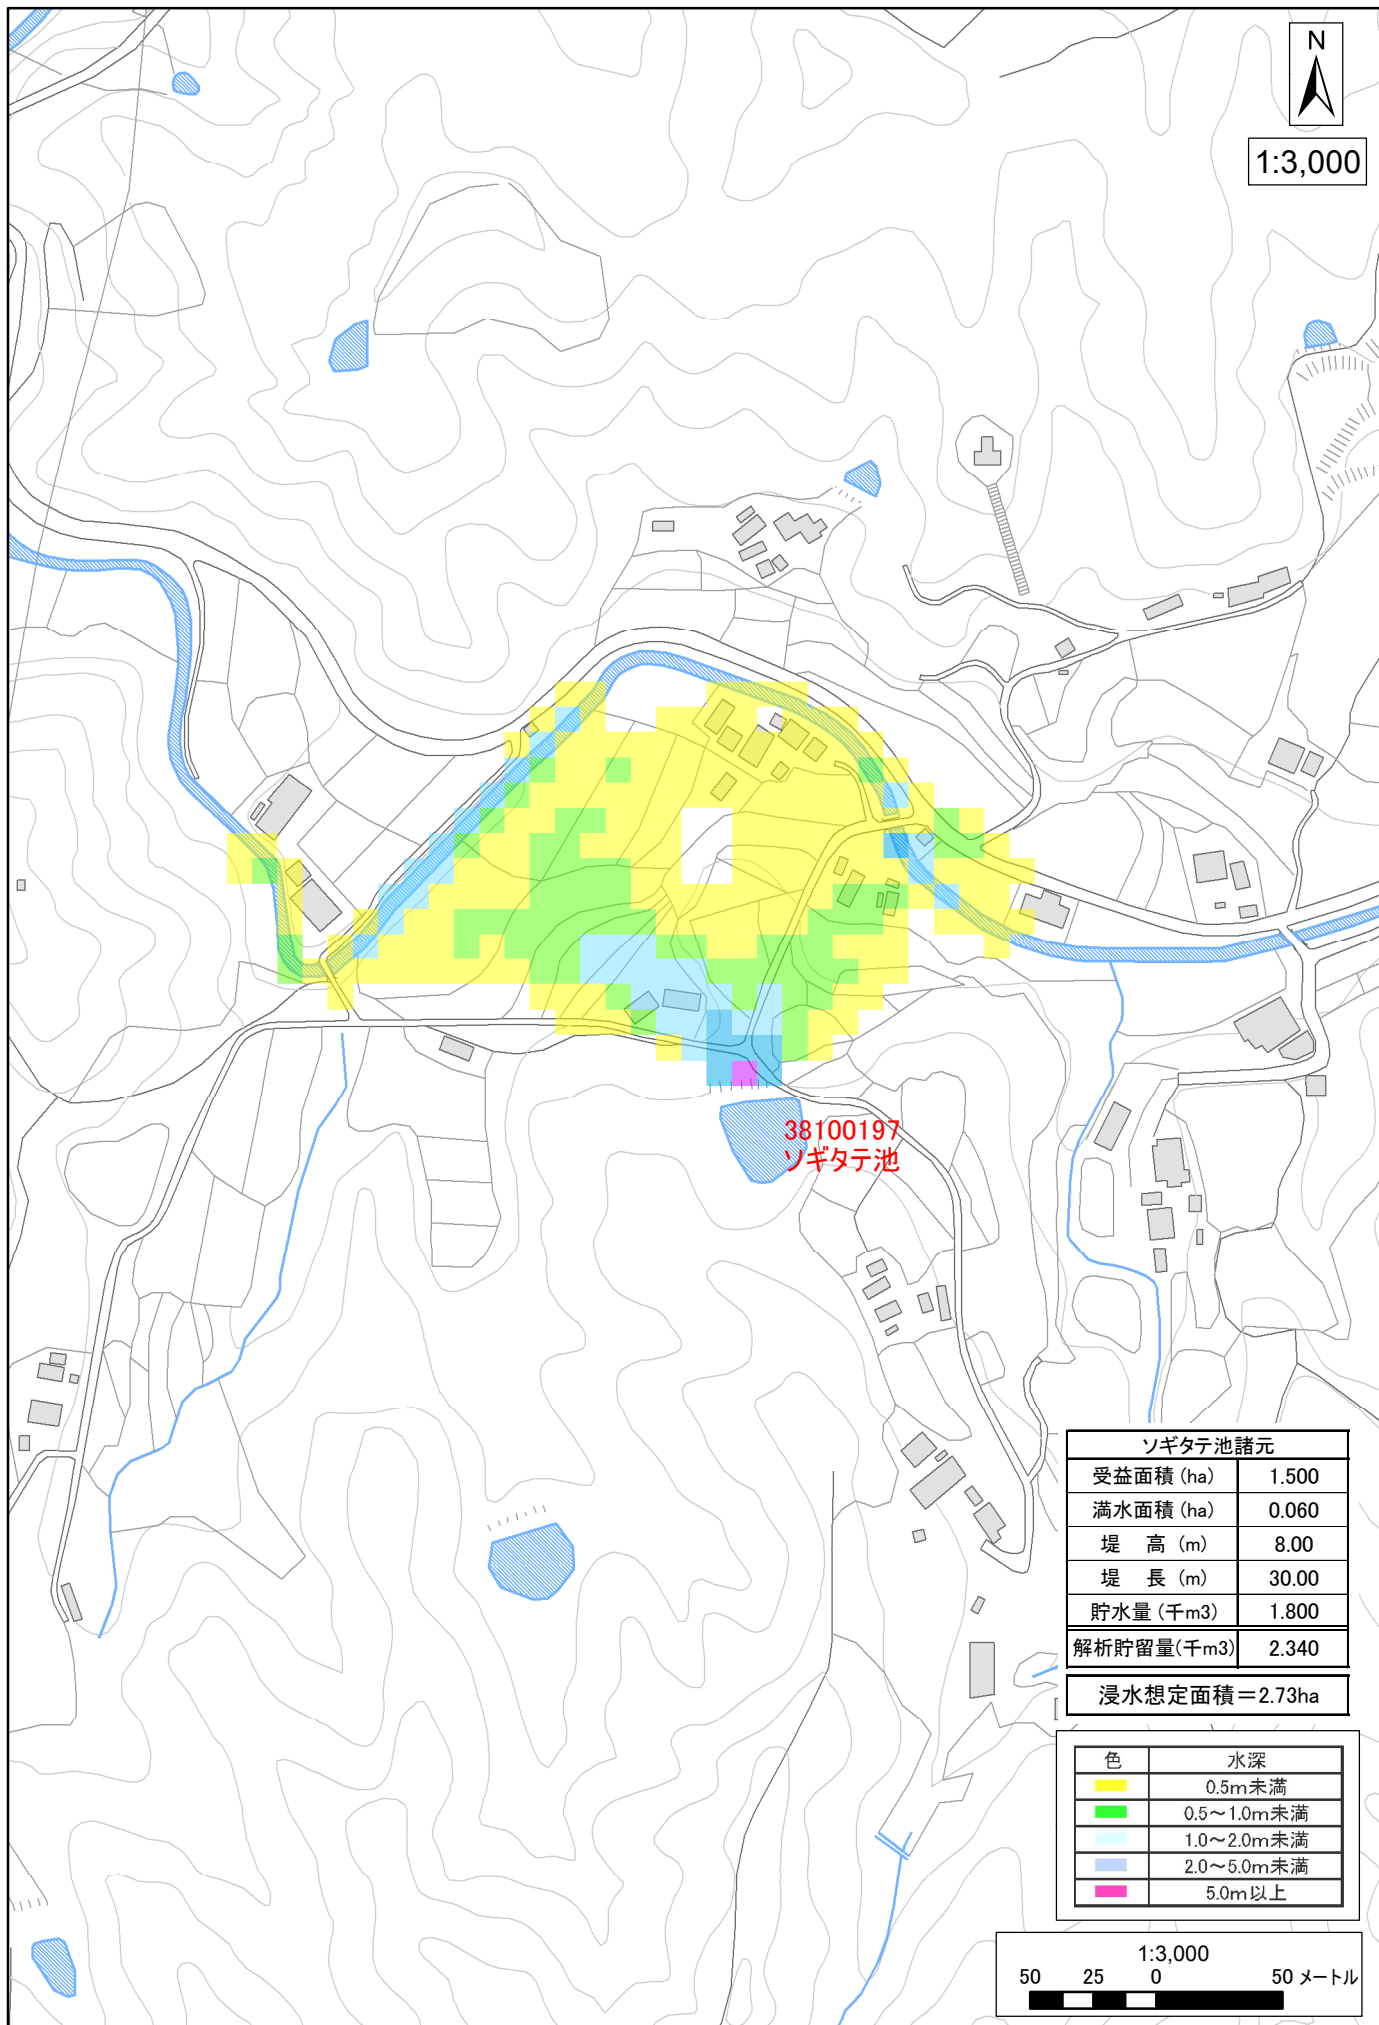 N
1:3,000
38100197
ソギタテ池
ソギタテ池諸元
受益面積(ha) 1.500
満水面積(ha) 0.060
堤 高 (m) 8.00
堤 長 (m) 30.00
貯水量(千m3) 1.800
解析貯留量(千m3) 2.340
浸水想定面積＝2.73ha
色 水深
0.5m未満
0.5～1.0m未満
1.0～2.0m未満
2.0～5.0m未満
5.0m以上
1:3,000
50 25 0 50 メートル